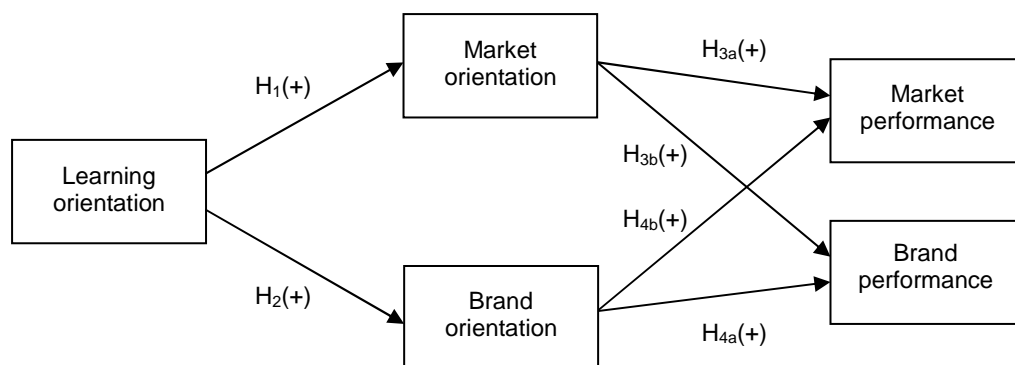 Market
orientation
H₃ₐ(+)
Market
performance
H₁(+)
H₃b(+)
Learning
orientation
H₄b(+)
Brand
performance
H₂(+)
Brand
orientation
H₄ₐ(+)